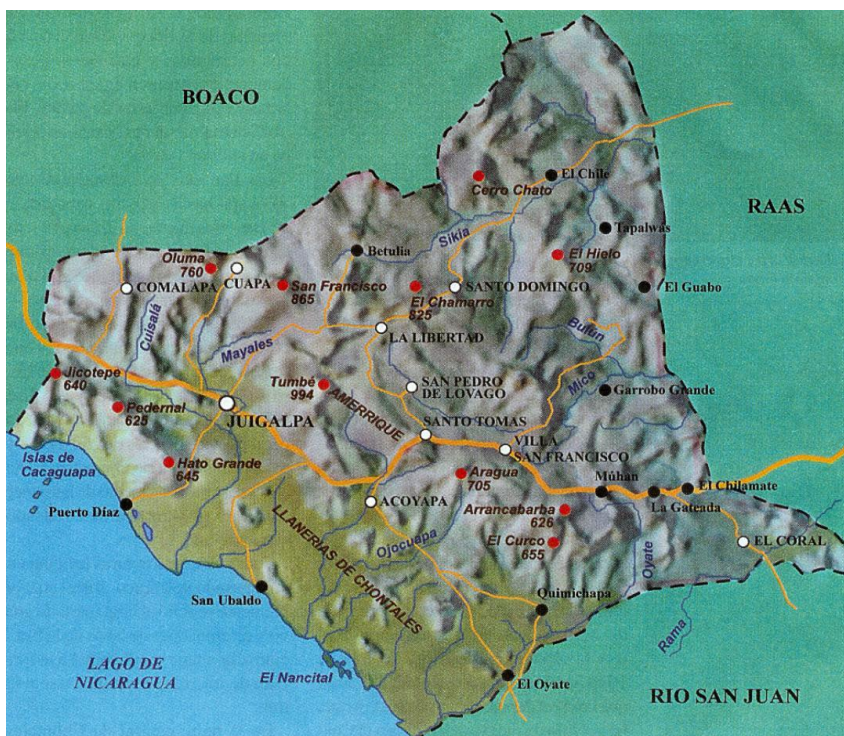 BOACO
RAAS
Cerro Chato
El Chile
Tapalwás
Sikia
Betulia
Oluma
760
CUAPA
COMALAPA
San Francisco
865
El Chamarro
825
SANTO DOMINGO
El Hielo
709
El Guabo
Cuisalá
Mayales
LA LIBERTAD
Bulún
Mico
Jicotepe
640
Pedernal
625
JUIGALPA
Tumbé
994
AMERRIQUE
SAN PEDRO
DE LOVAGO
Garrobo Grande
SANTO TOMAS
VILLA
SAN FRANCISCO
Islas de
Cacaguapa
Hato Grande
645
Puerto Díaz
Aragua
705
Múhan
El Chilamate
La Gateada
ACOYAPA
Arrancabarba
626
El Curco
655
EL CORAL
LLANERIAS DE CHONTALES
Ojocuapa
Oyate
San Ubaldo
Quimichapa
Rama
LAGO DE
NICARAGUA
El Nancital
El Oyate
RIO SAN JUAN